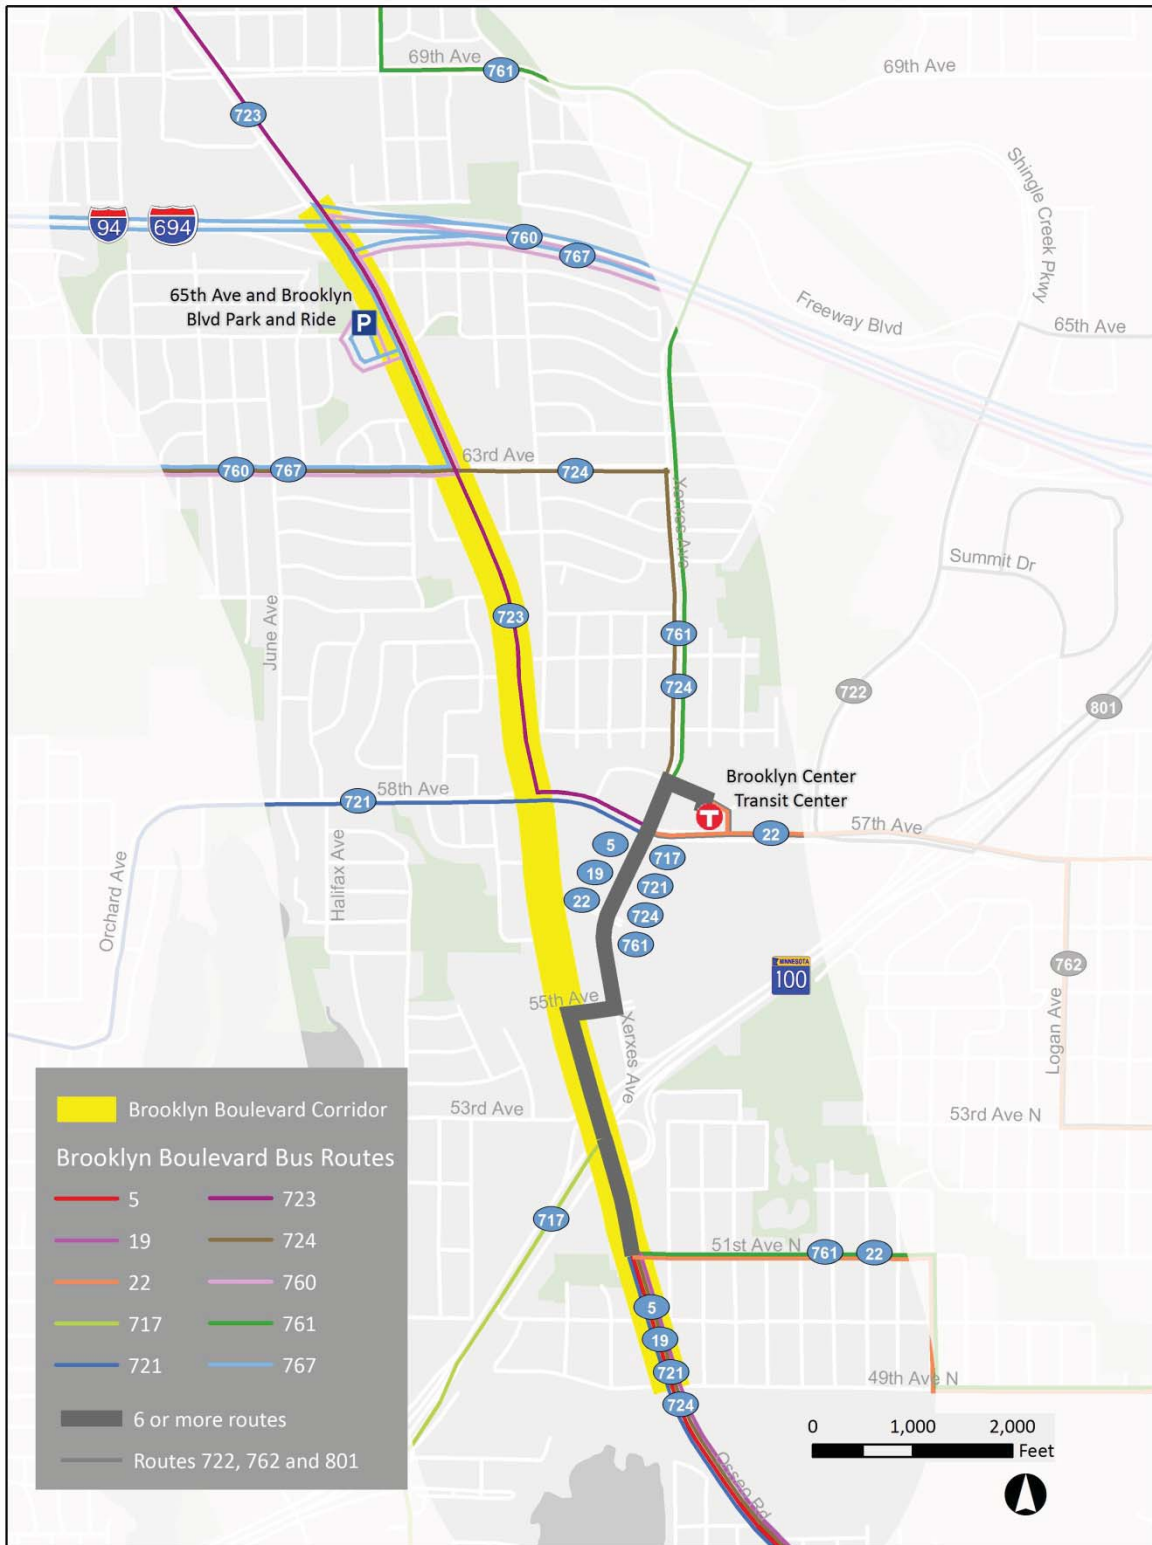 69th Ave
761
69th Ave
723
Shingle Creek Pkwy
94
694
760
767
65th Ave and Brooklyn
Blvd Park and Ride
P
Freeway Blvd
65th Ave
63rd Ave
760
767
724
Xerxes Ave
Summit Dr
June Ave
723
761
724
722
801
Brooklyn Center
Transit Center
T
58th Ave
721
57th Ave
22
5
717
19
721
22
724
761
Halifax Ave
Orchard Ave
MINNESOTA
100
762
Logan Ave
55th Ave
Xerxes Ave
53rd Ave
53rd Ave N
717
51st Ave N
761
22
5
19
721
724
49th Ave N
Osseo Rd
Brooklyn Boulevard Corridor
Brooklyn Boulevard Bus Routes
5
723
19
724
22
760
717
761
721
767
6 or more routes
Routes 722, 762 and 801
0 1,000 2,000
Feet